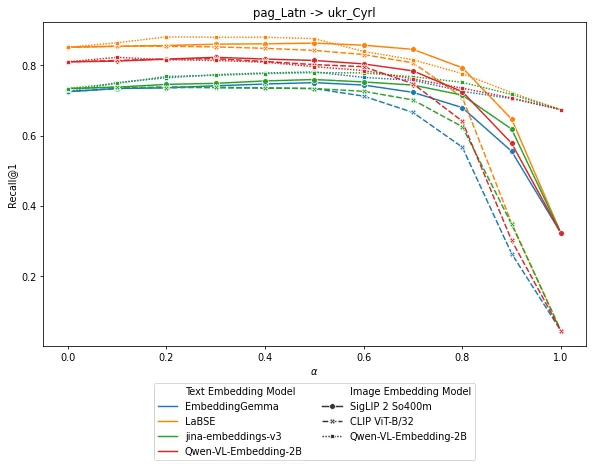 pag_Latn -> ukr_Cyrl
Recall@1
0.8
0.6
0.4
0.2
0.0 0.2 0.4 0.6 0.8 1.0
α
Text Embedding Model
EmbeddingGemma
LaBSE
jina-embeddings-v3
Qwen-VL-Embedding-2B
Image Embedding Model
SigLIP 2 So400m
CLIP ViT-B/32
Qwen-VL-Embedding-2B